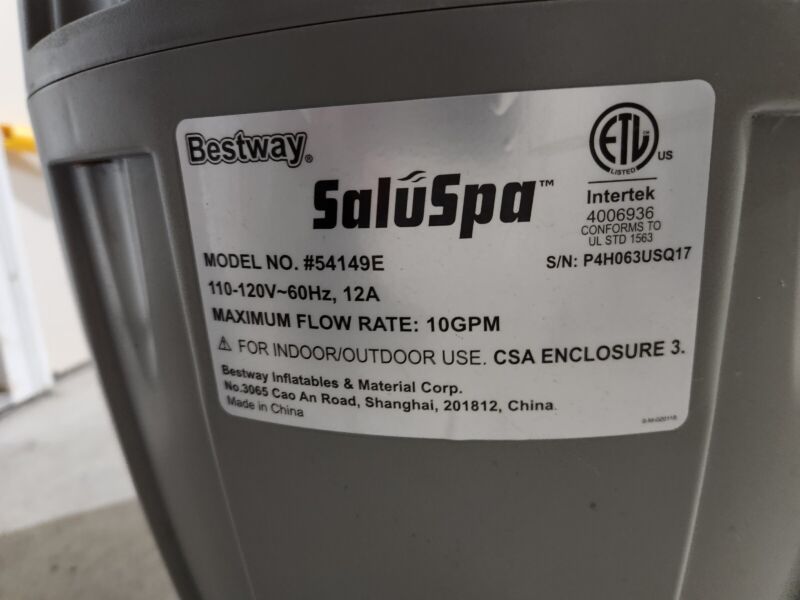 Bestway®
SaluSpa™
ETL™
LISTED
US
Intertek
4006936
CONFORMS TO
UL STD 1563
MODEL NO. #54149E
S/N: P4H063USQ17
110-120V~60Hz, 12A
MAXIMUM FLOW RATE: 10GPM
⚠ FOR INDOOR/OUTDOOR USE. CSA ENCLOSURE 3.
Bestway Inflatables & Material Corp.
No.3065 Cao An Road, Shanghai, 201812, China
Made in China